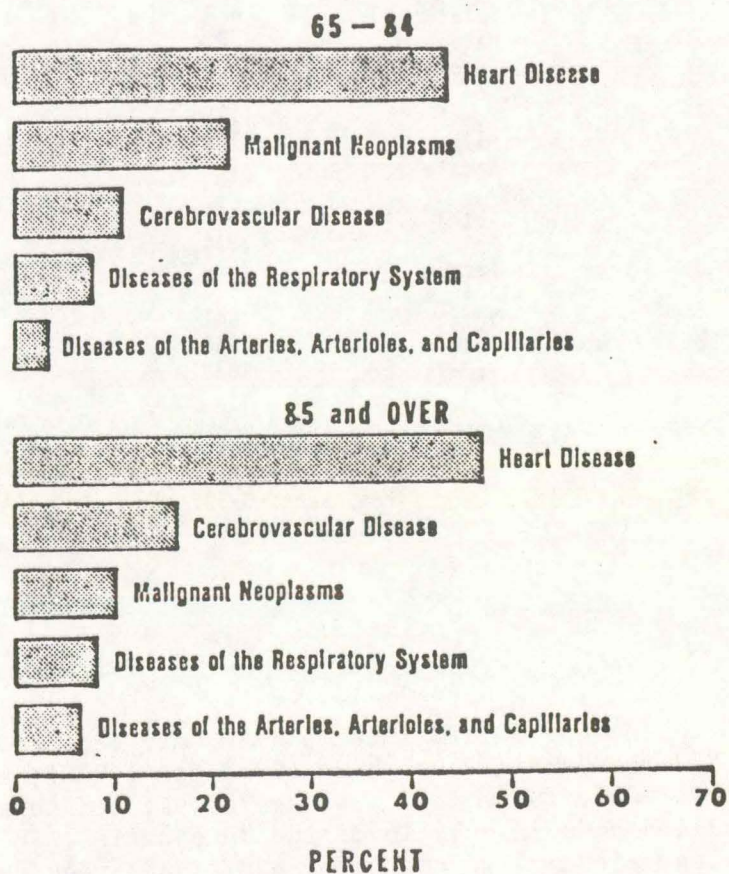 65 — 84
Heart Disease
Malignant Neoplasms
Cerebrovascular Disease
Diseases of the Respiratory System
Diseases of the Arteries, Arterioles, and Capillaries
85 and OVER
Heart Disease
Cerebrovascular Disease
Malignant Neoplasms
Diseases of the Respiratory System
Diseases of the Arteries, Arterioles, and Capillaries
0 10 20 30 40 50 60 70
PERCENT